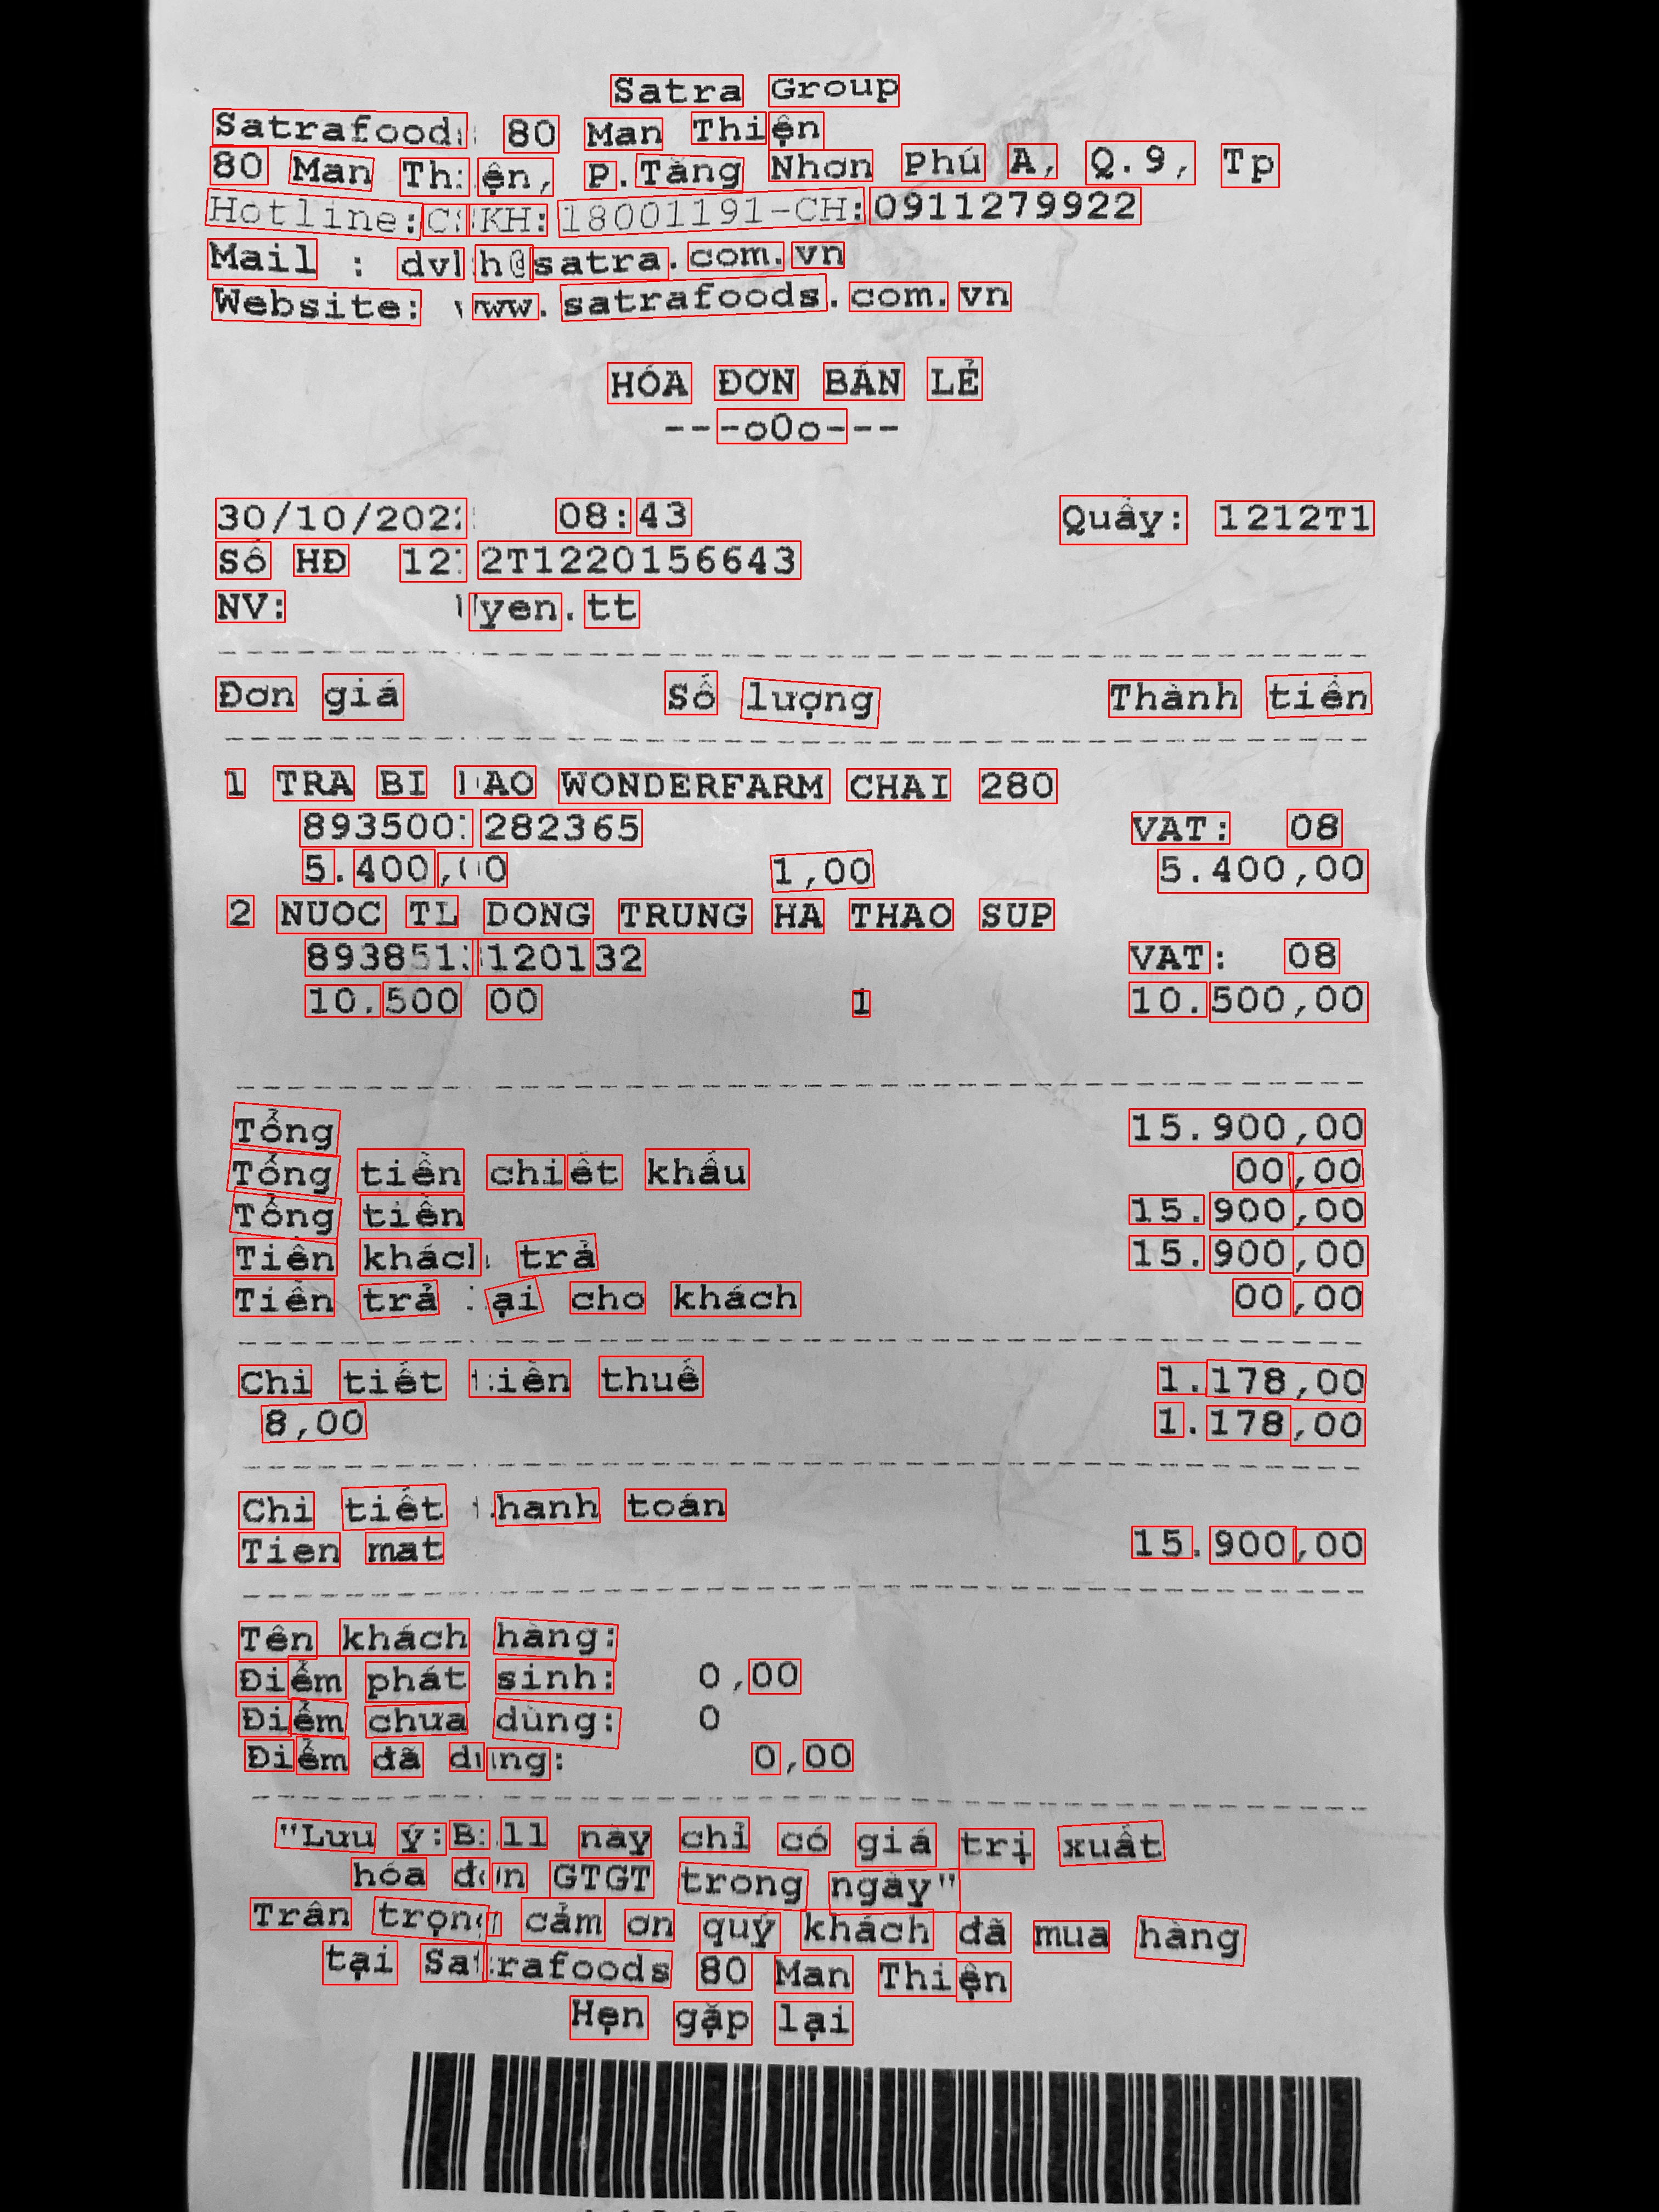 Satra Group
Satrafoods 80 Man Thiện
80 Man Thiện, P.Tăng Nhơn Phú A, Q.9, Tp
Hotline:CSKH:18001191-CH:0911279922
Mail : dvkh@satra.com.vn
Website: www.satrafoods.com.vn
HÓA ĐƠN BÁN LẺ
---oOo---
30/10/2022 08:43 Quầy: 1212T1
Số HĐ 1212T1220156643
NV: yen.tt
Đơn giá Số lượng Thành tiền
1 TRA BI DAO WONDERFARM CHAI 280
893500 282365 VAT: 08
5.400,00 1,00 5.400,00
2 NUOC TL DONG TRUNG HA THAO SUP
893851 120132 VAT: 08
10.500 00 1 10.500,00
Tổng 15.900,00
Tổng tiền chiết khấu 00,00
Tổng tiền 15.900,00
Tiền khách trả 15.900,00
Tiền trả lại cho khách 00,00
Chi tiết tiền thuế 1.178,00
8,00 1.178,00
Chi tiết thanh toán
Tien mat 15.900,00
Tên khách hàng:
Điểm phát sinh: 0,00
Điểm chưa dùng: 0
Điểm đã dùng: 0,00
"Lưu ý:Bill này chỉ có giá trị xuất
hóa đơn GTGT trong ngày"
Trân trọng cảm ơn quý khách đã mua hàng
tại Satrafoods 80 Man Thiện
Hẹn gặp lại